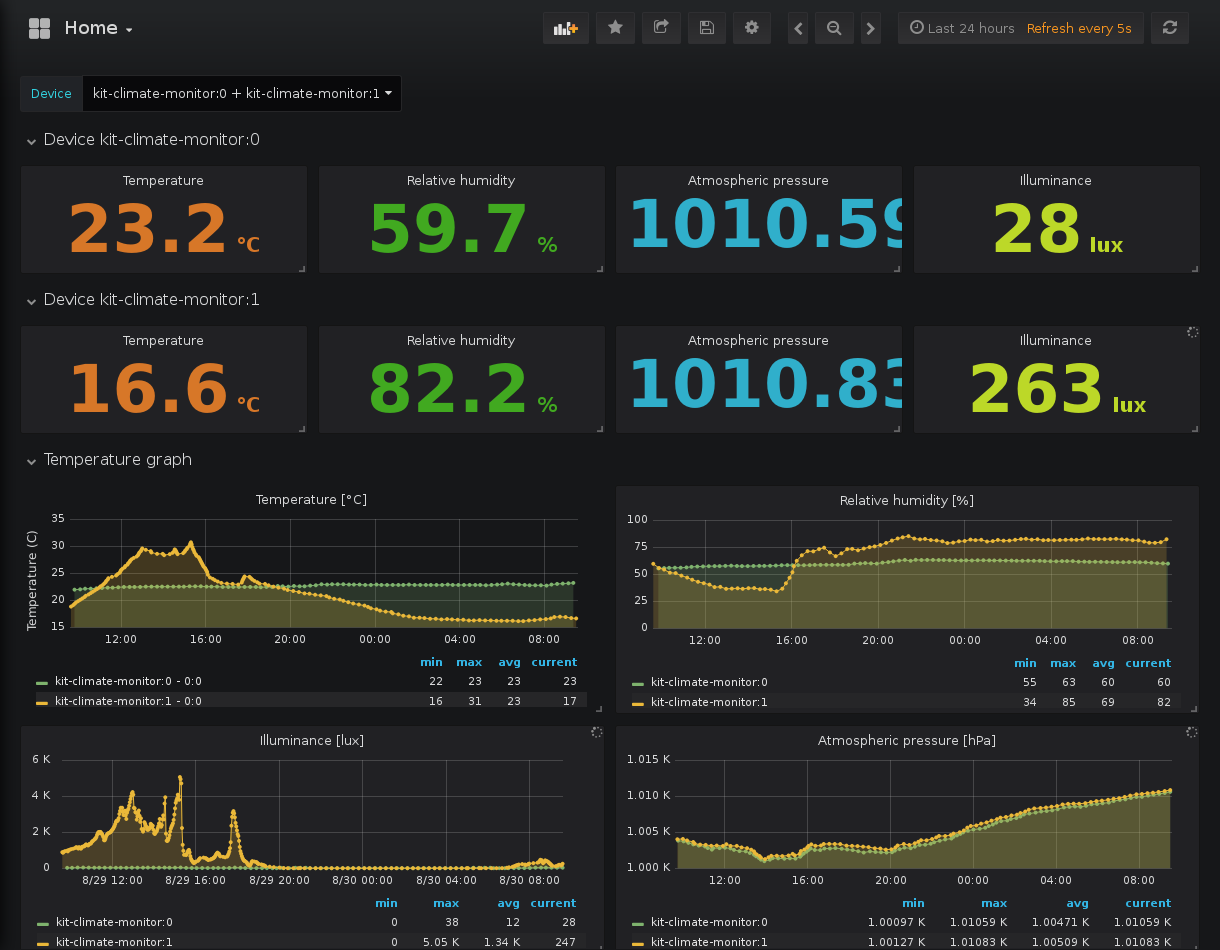 Home
Last 24 hours Refresh every 5s
Device kit-climate-monitor:0 + kit-climate-monitor:1
Device kit-climate-monitor:0
Temperature Relative humidity Atmospheric pressure Illuminance
23.2 °C 59.7 % 1010.59 28 lux
Device kit-climate-monitor:1
Temperature Relative humidity Atmospheric pressure Illuminance
16.6 °C 82.2 % 1010.83 263 lux
Temperature graph
Temperature [°C]
Temperature (C)
35
30
25
20
15
12:00 16:00 20:00 00:00 04:00 08:00
min max avg current
kit-climate-monitor:0 - 0:0 22 23 23 23
kit-climate-monitor:1 - 0:0 16 31 23 17
Relative humidity [%]
100
75
50
25
0
12:00 16:00 20:00 00:00 04:00 08:00
min max avg current
kit-climate-monitor:0 55 63 60 60
kit-climate-monitor:1 34 85 69 82
Illuminance [lux]
6 K
4 K
2 K
0
8/29 12:00 8/29 16:00 8/29 20:00 8/30 00:00 8/30 04:00 8/30 08:00
min max avg current
kit-climate-monitor:0 0 38 12 28
kit-climate-monitor:1 0 5.05 K 1.34 K 247
Atmospheric pressure [hPa]
1.015 K
1.010 K
1.005 K
1.000 K
12:00 16:00 20:00 00:00 04:00 08:00
min max avg current
kit-climate-monitor:0 1.00097 K 1.01059 K 1.00471 K 1.01059 K
kit-climate-monitor:1 1.00127 K 1.01083 K 1.00509 K 1.01083 K